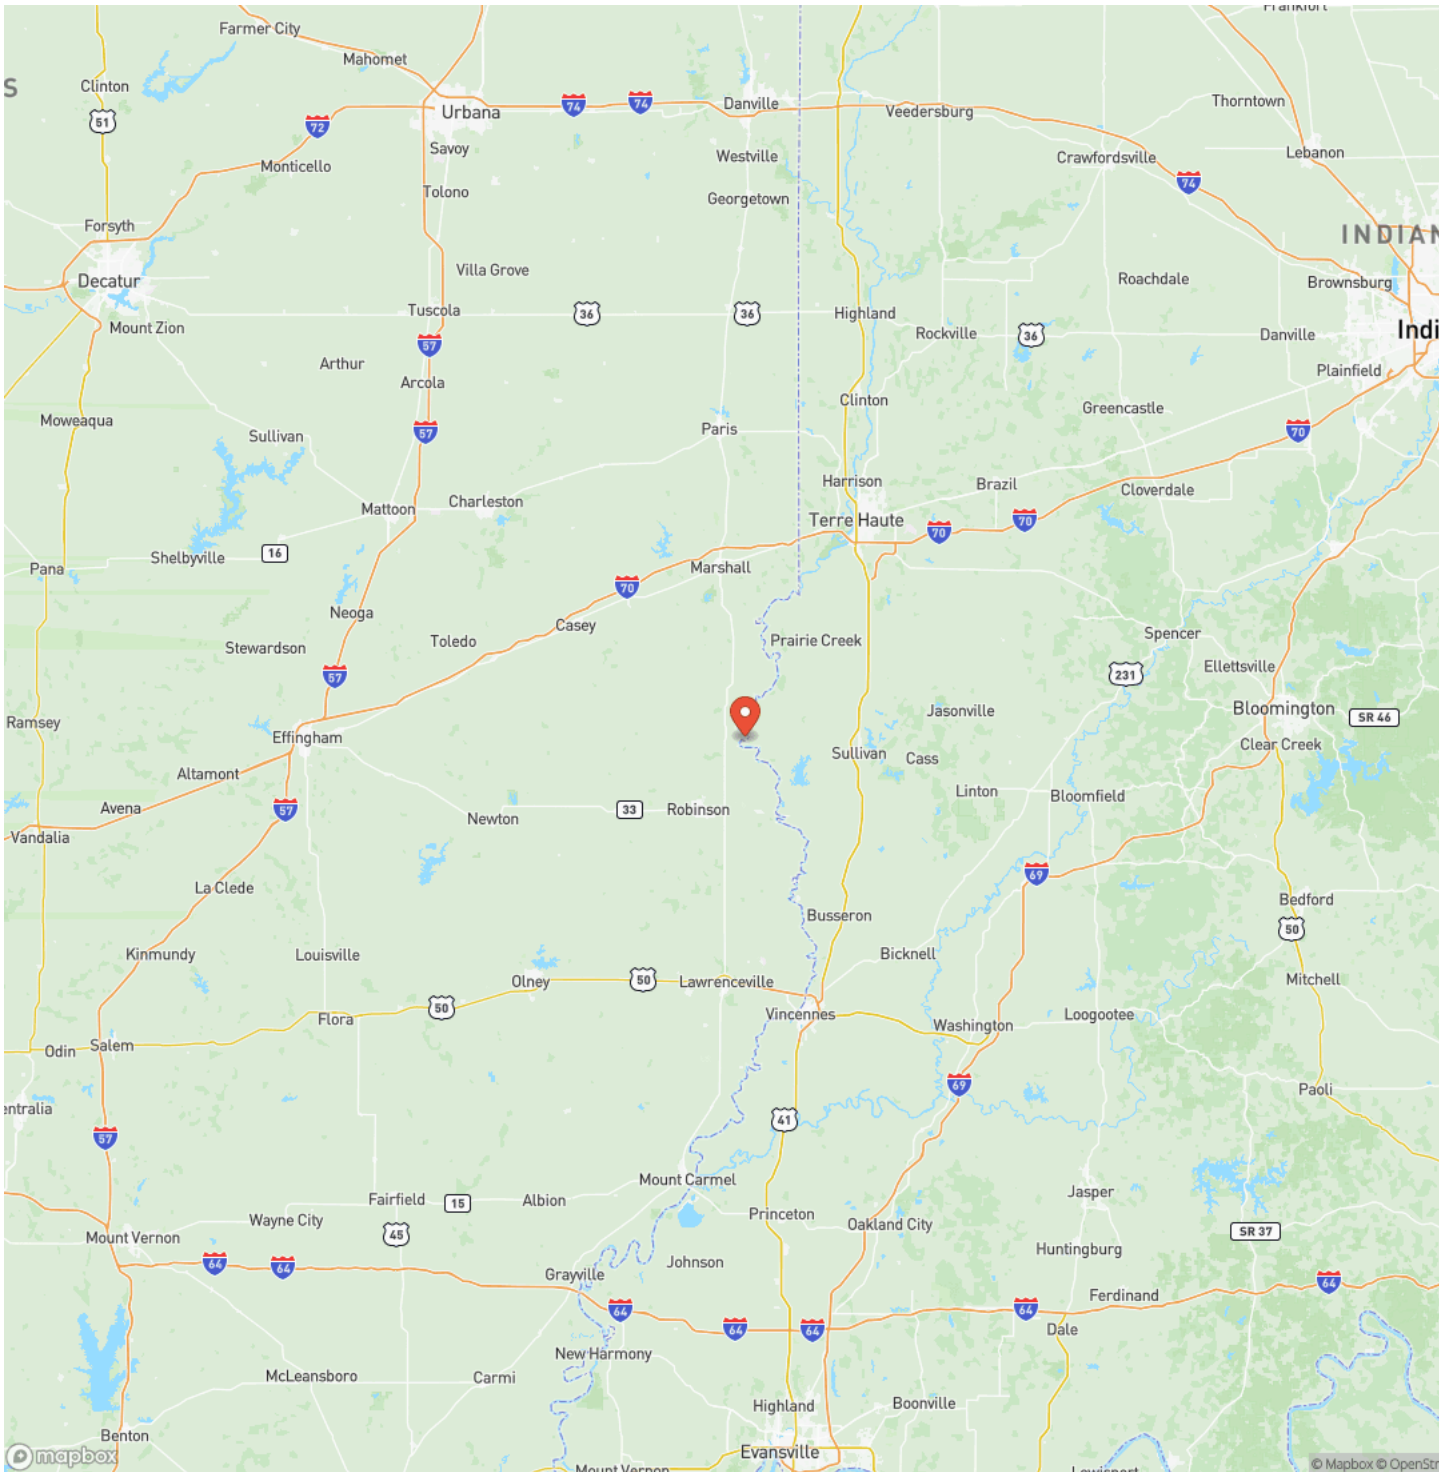 Farmer City
Frankfort
Mahomet
S
Clinton
Danville
Thorntown
74
74
Urbana
Veedersburg
51
72
Savoy
Westville
Crawfordsville
Lebanon
Monticello
74
Tolono
Georgetown
Forsyth
INDIAN
Villa Grove
Roachdale
Decatur
Brownsburg
Tuscola
36
36
Highland
Mount Zion
Rockville
36
Danville
Indi
57
Arthur
Plainfield
Arcola
Clinton
Greencastle
Moweaqua
Paris
57
70
Sullivan
Harrison
Brazil
Cloverdale
Charleston
Mattoon
Terre Haute
70
70
Shelbyville
16
Pana
Marshall
70
Neoga
Casey
Spencer
Toledo
Prairie Creek
Stewardson
Ellettsville
57
231
Jasonville
Bloomington
SR 46
Ramsey
Effingham
Clear Creek
Sullivan
Cass
Altamont
Linton
Bloomfield
Avena
57
33
Robinson
Newton
Vandalia
69
La Clede
Bedford
Busseron
50
Kinmundy
Louisville
Bicknell
Olney
50
Lawrenceville
Mitchell
50
Vincennes
Loogootee
Flora
Washington
Odin
Salem
69
Paoli
entralia
41
57
Mount Carmel
Jasper
Fairfield
15
Albion
Princeton
Wayne City
Oakland City
45
Mount Vernon
SR 37
Huntingburg
64
64
Johnson
Grayville
64
Ferdinand
64
64
64
64
Dale
New Harmony
McLeansboro
Carmi
Boonville
Highland
Benton
Evansville
mapbox
Mount Vernon
Lewisport
© Mapbox © OpenStr